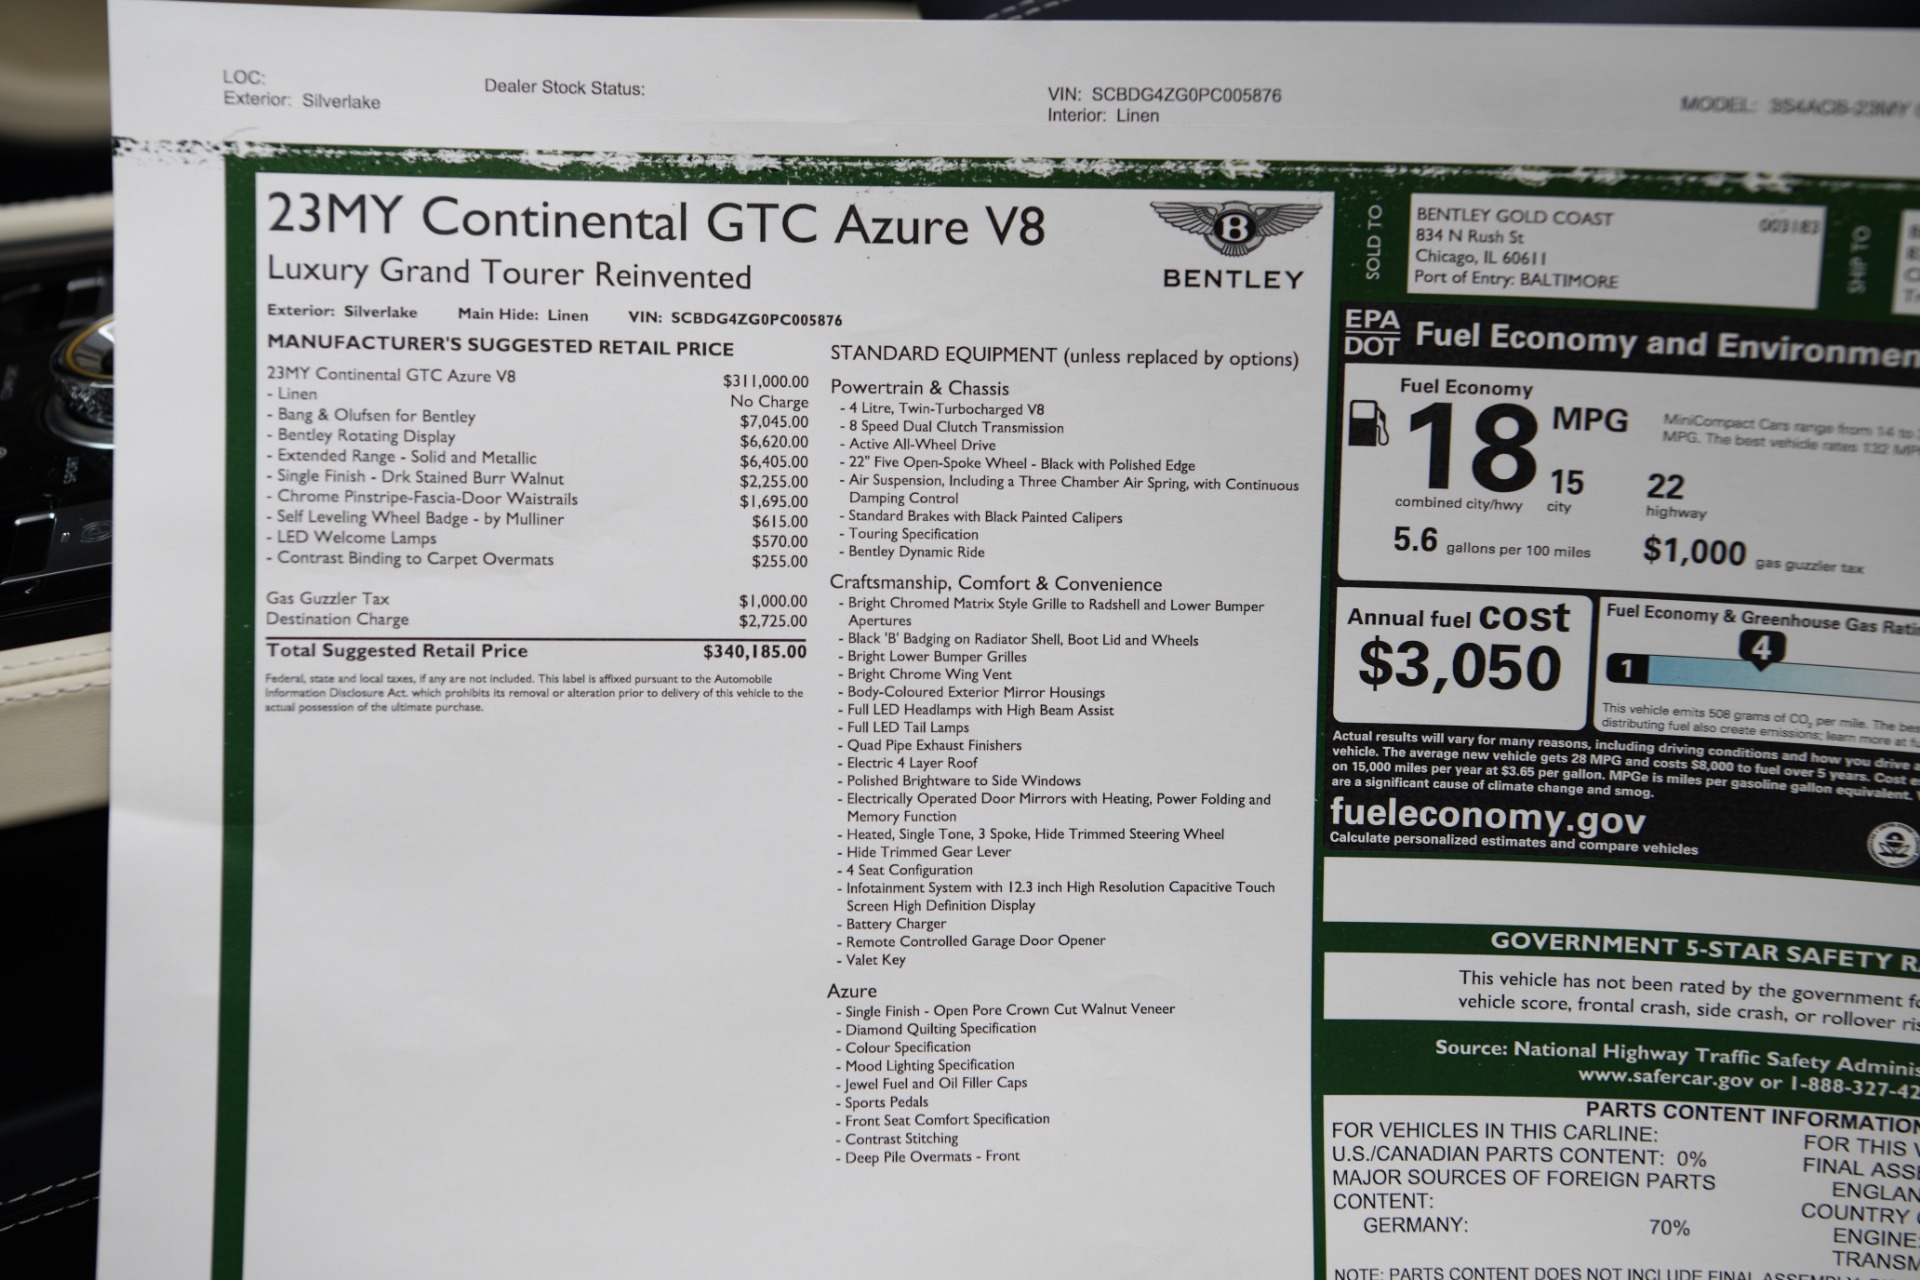 LOC:
Exterior: Silverlake
Dealer Stock Status:
VIN: SCBDG4ZG0PC005876
Interior: Linen
MODEL:
23MY Continental GTC Azure V8
Luxury Grand Tourer Reinvented
B
BENTLEY
Exterior: Silverlake Main Hide: Linen VIN: SCBDG4ZG0PC005876
MANUFACTURER'S SUGGESTED RETAIL PRICE
23MY Continental GTC Azure V8 $311,000.00
- Linen No Charge
- Bang & Olufsen for Bentley $7,045.00
- Bentley Rotating Display $6,620.00
- Extended Range - Solid and Metallic $6,405.00
- Single Finish - Drk Stained Burr Walnut $2,255.00
- Chrome Pinstripe-Fascia-Door Waistrails $1,695.00
- Self Leveling Wheel Badge - by Mulliner $615.00
- LED Welcome Lamps $570.00
- Contrast Binding to Carpet Overmats $255.00
Gas Guzzler Tax $1,000.00
Destination Charge $2,725.00
Total Suggested Retail Price $340,185.00
Federal, state and local taxes, if any are not included. This label is affixed pursuant to the Automobile
Information Disclosure Act. which prohibits its removal or alteration prior to delivery of this vehicle to the
actual possession of the ultimate purchase.
STANDARD EQUIPMENT (unless replaced by options)
Powertrain & Chassis
- 4 Litre, Twin-Turbocharged V8
- 8 Speed Dual Clutch Transmission
- Active All-Wheel Drive
- 22" Five Open-Spoke Wheel - Black with Polished Edge
- Air Suspension, Including a Three Chamber Air Spring, with Continuous
Damping Control
- Standard Brakes with Black Painted Calipers
- Touring Specification
- Bentley Dynamic Ride
Craftsmanship, Comfort & Convenience
- Bright Chromed Matrix Style Grille to Radshell and Lower Bumper
Apertures
- Black 'B' Badging on Radiator Shell, Boot Lid and Wheels
- Bright Lower Bumper Grilles
- Bright Chrome Wing Vent
- Body-Coloured Exterior Mirror Housings
- Full LED Headlamps with High Beam Assist
- Full LED Tail Lamps
- Quad Pipe Exhaust Finishers
- Electric 4 Layer Roof
- Polished Brightware to Side Windows
- Electrically Operated Door Mirrors with Heating, Power Folding and
Memory Function
- Heated, Single Tone, 3 Spoke, Hide Trimmed Steering Wheel
- Hide Trimmed Gear Lever
- 4 Seat Configuration
- Infotainment System with 12.3 inch High Resolution Capacitive Touch
Screen High Definition Display
- Battery Charger
- Remote Controlled Garage Door Opener
- Valet Key
Azure
- Single Finish - Open Pore Crown Cut Walnut Veneer
- Diamond Quilting Specification
- Colour Specification
- Mood Lighting Specification
- Jewel Fuel and Oil Filler Caps
- Sports Pedals
- Front Seat Comfort Specification
- Contrast Stitching
- Deep Pile Overmats - Front
SOLD TO
BENTLEY GOLD COAST 003183
834 N Rush St
Chicago, IL 60611
Port of Entry: BALTIMORE
SHIP TO
EPA
DOT
Fuel Economy and Environmen
Fuel Economy
18 MPG
combined city/hwy
15
city
22
highway
MiniCompact Cars range from 14 to
MPG. The best vehicle rates 132 MP
5.6 gallons per 100 miles
$1,000 gas guzzler tax
Annual fuel cost
$3,050
Fuel Economy & Greenhouse Gas Rati
1
4
This vehicle emits 508 grams of CO2 per mile. The bes
distributing fuel also create emissions; learn more at fu
Actual results will vary for many reasons, including driving conditions and how you drive a
vehicle. The average new vehicle gets 28 MPG and costs $8,000 to fuel over 5 years. Cost e
on 15,000 miles per year at $3.65 per gallon. MPGe is miles per gasoline gallon equivalent.
are a significant cause of climate change and smog.
fueleconomy.gov
Calculate personalized estimates and compare vehicles
GOVERNMENT 5-STAR SAFETY R
This vehicle has not been rated by the government fo
vehicle score, frontal crash, side crash, or rollover ris
Source: National Highway Traffic Safety Adminis
www.safercar.gov or 1-888-327-42
PARTS CONTENT INFORMATION
FOR VEHICLES IN THIS CARLINE:
U.S./CANADIAN PARTS CONTENT: 0%
MAJOR SOURCES OF FOREIGN PARTS
CONTENT:
GERMANY: 70%
FOR THIS V
FINAL ASSE
ENGLAN
COUNTRY
ENGINE:
TRANSM
NOTE: PARTS CONTENT DOES NOT INCLUDE FINAL
SPORT